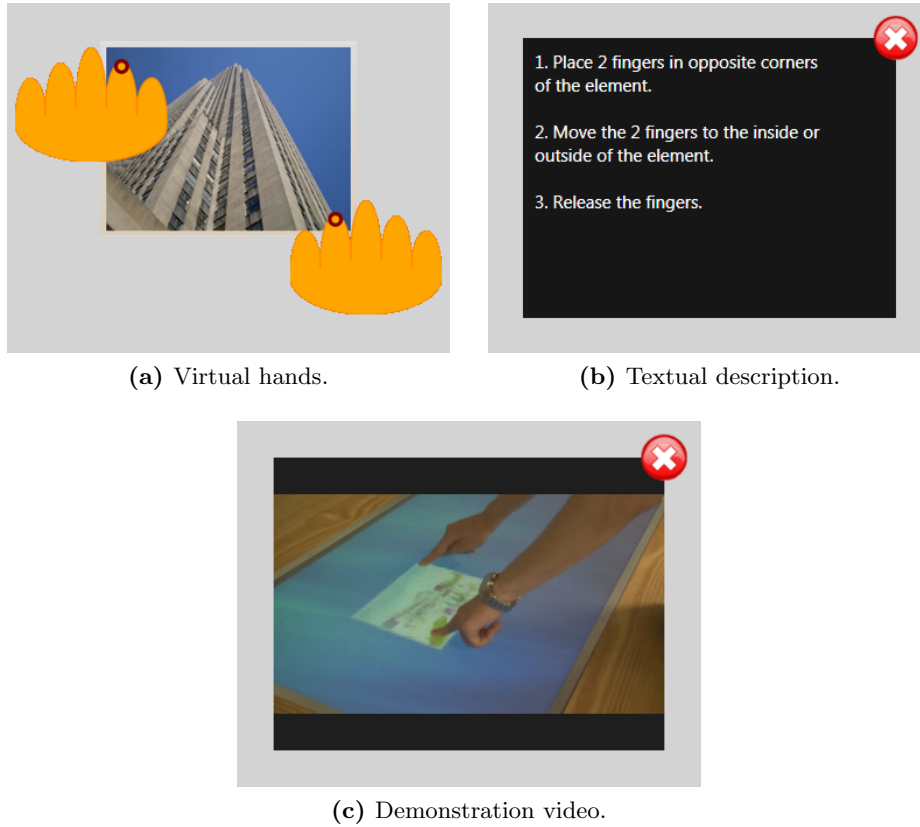 1. Place 2 fingers in opposite corners
of the element.
2. Move the 2 fingers to the inside or
outside of the element.
3. Release the fingers.
(a) Virtual hands.
(b) Textual description.
(c) Demonstration video.